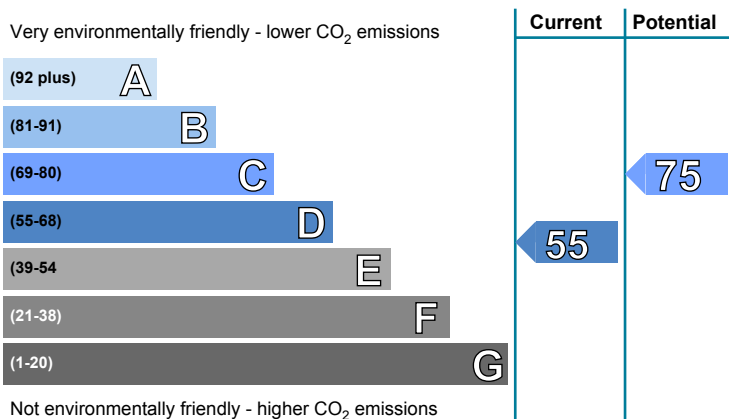 Current Potential
Very environmentally friendly - lower CO2 emissions
(92 plus) A
(81-91) B
(69-80) C
75
(55-68) D
55
(39-54 E
(21-38) F
(1-20) G
Not environmentally friendly - higher CO2 emissions